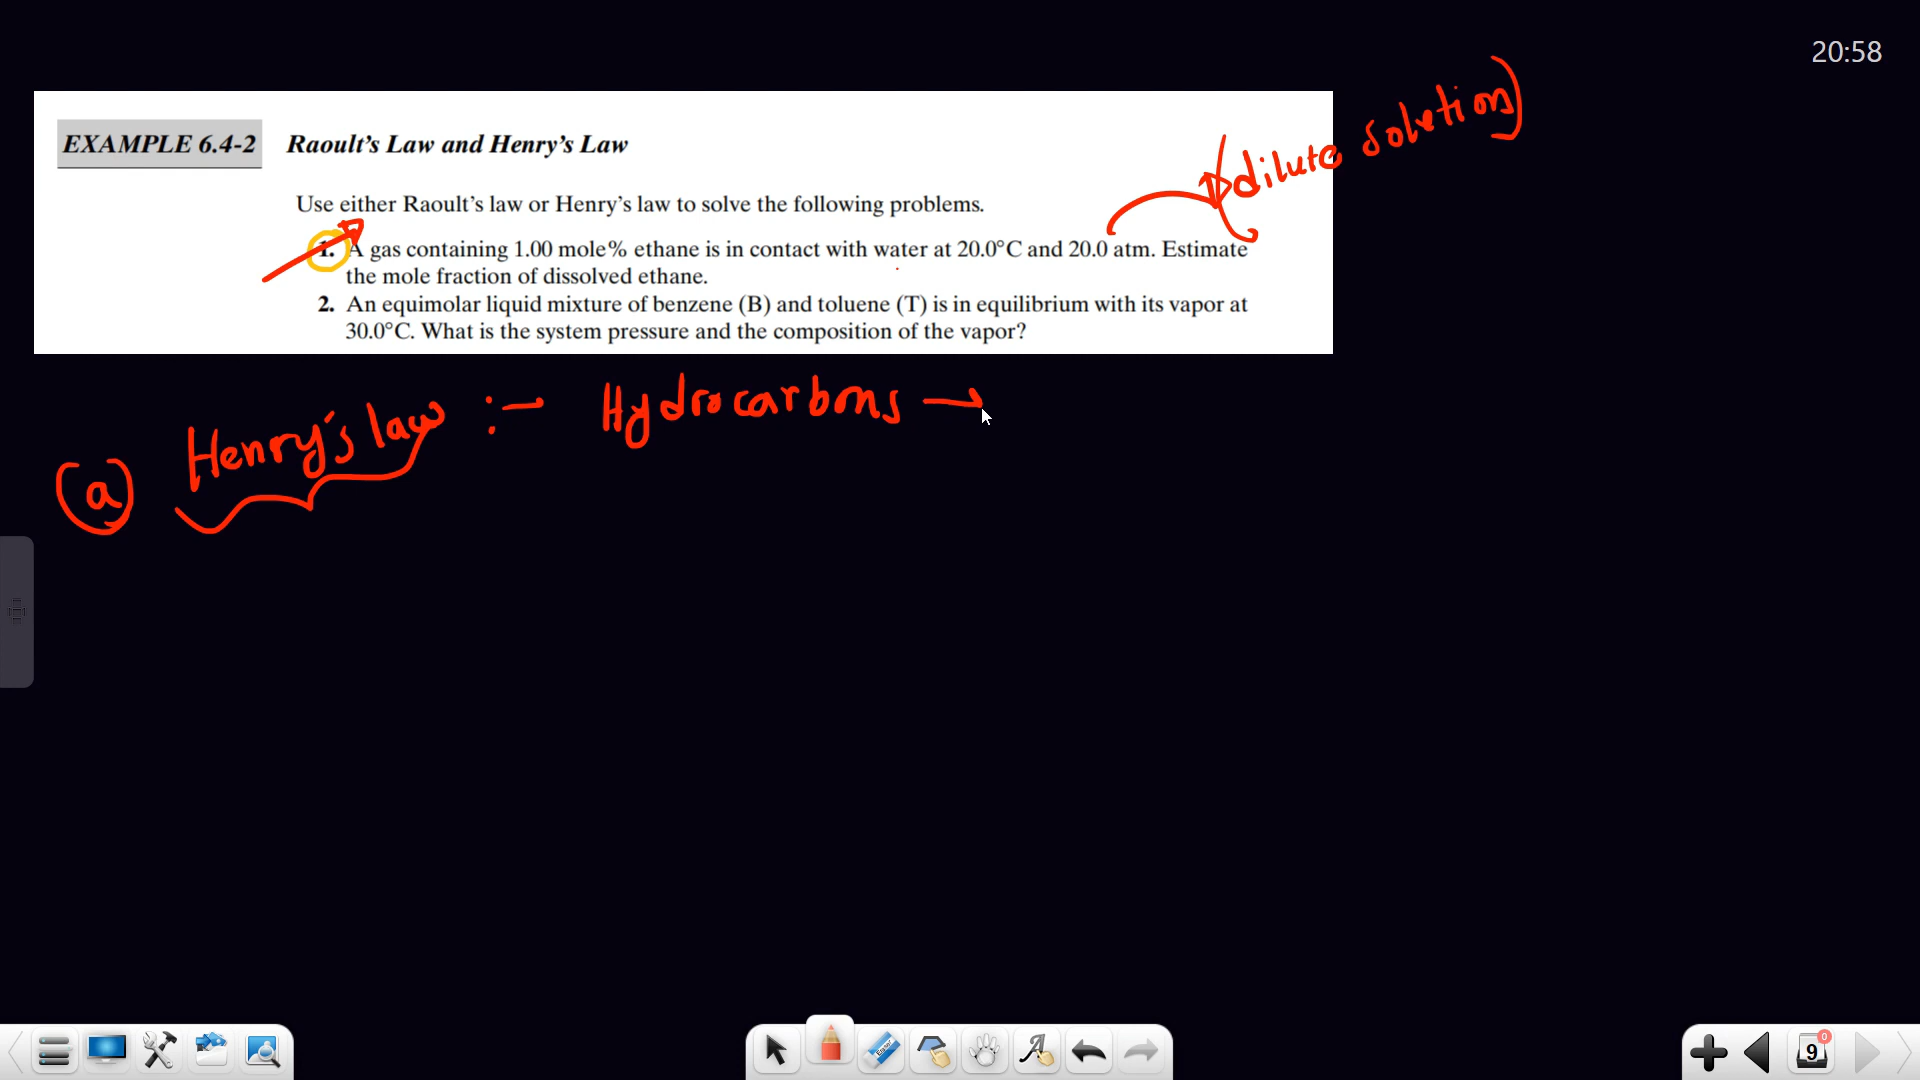 20:58
EXAMPLE 6.4-2 Raoult's Law and Henry's Law
(dilute solution)
Use either Raoult's law or Henry's law to solve the following problems.
1. A gas containing 1.00 mole% ethane is in contact with water at 20.0°C and 20.0 atm. Estimate
the mole fraction of dissolved ethane.
2. An equimolar liquid mixture of benzene (B) and toluene (T) is in equilibrium with its vapor at
30.0°C. What is the system pressure and the composition of the vapor?
(a) Henry's law :- Hydrocarbons →
Eraser
A
9
0